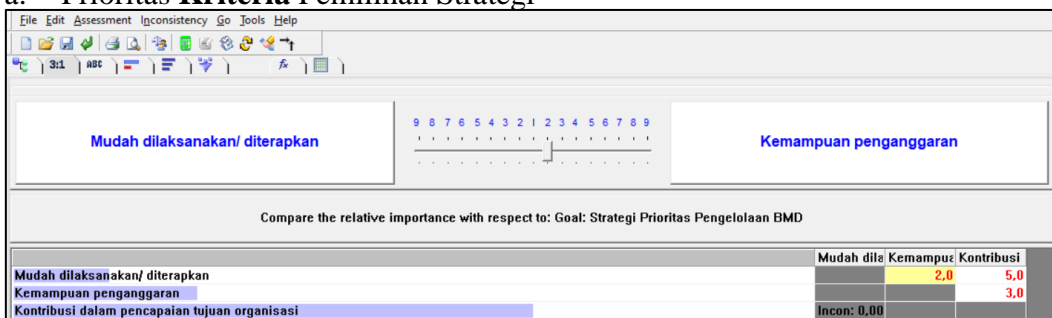 a. Prioritas Kriteria Pemilihan Strategi
File Edit Assessment Inconsistency Go Tools Help
3:1 ABC fx
9 8 7 6 5 4 3 2 1 2 3 4 5 6 7 8 9
Mudah dilaksanakan/ diterapkan
Kemampuan penganggaran
Compare the relative importance with respect to: Goal: Strategi Prioritas Pengelolaan BMD
Mudah dila Kemampua Kontribusi
Mudah dilaksanakan/ diterapkan 2,0 5,0
Kemampuan penganggaran 3,0
Kontribusi dalam pencapaian tujuan organisasi Incon: 0,00